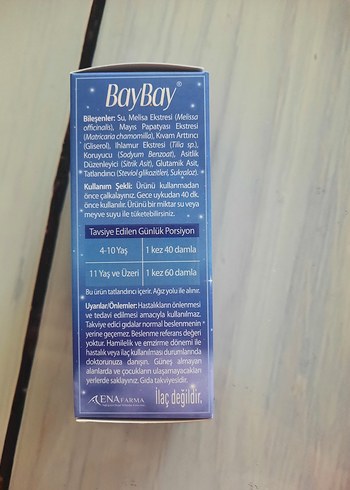 BayBay®
Bileşenler: Su, Melisa Ekstresi (Melissa
officinalis), Mayıs Papatyası Ekstresi
(Matricaria chamomilla), Kıvam Arttırıcı
(Gliserol), Ihlamur Ekstresi (Tilia sp.),
Koruyucu (Sodyum Benzoat), Asitlik
Düzenleyici (Sitrik Asit), Glutamik Asit,
Tatlandırıcı (Steviol glikozitleri, Sukraloz).
Kullanım Şekli: Ürünü kullanmadan
önce çalkalayınız. Gece uykudan 40 dk.
önce kullanılır. Ürünü bir miktar su veya
meyve suyu ile tüketebilirsiniz.
Tavsiye Edilen Günlük Porsiyon
4-10 Yaş 1 kez 40 damla
11 Yaş ve Üzeri 1 kez 60 damla
Bu ürün tatlandırıcı içerir. Ağız yolu ile alınır.
Uyarılar/Önlemler: Hastalıkların önlenmesi
ve tedavi edilmesi amacıyla kullanılmaz.
Takviye edici gıdalar normal beslenmenin
yerine geçemez. Beslenme referans değeri
yoktur. Hamilelik ve emzirme dönemi ile
hastalık veya ilaç kullanılması durumlarında
doktorunuza danışın. Güneş almayan
alanlarda ve çocukların ulaşamayacakları
yerlerde saklayınız. Gıda takviyesidir.
ENA FARMA
İlaç değildir.